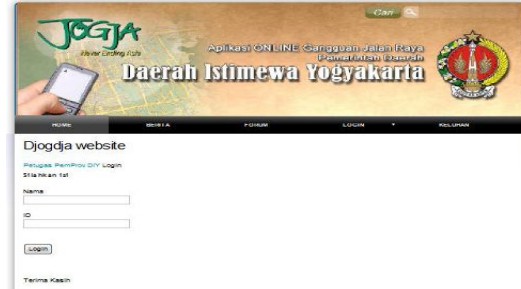 Cari
JOGJA
Never Ending Asia
Aplikasi ONLINE Gangguan Jalan Raya
Pemerintah Daerah
Daerah Istimewa Yogyakarta
HOME BERITA FORUM LOGIN KELUHAN
Djogdja website
Petugas PemProv DIY Login
Silahkan Isi
Nama
ID
Login
Terima Kasih